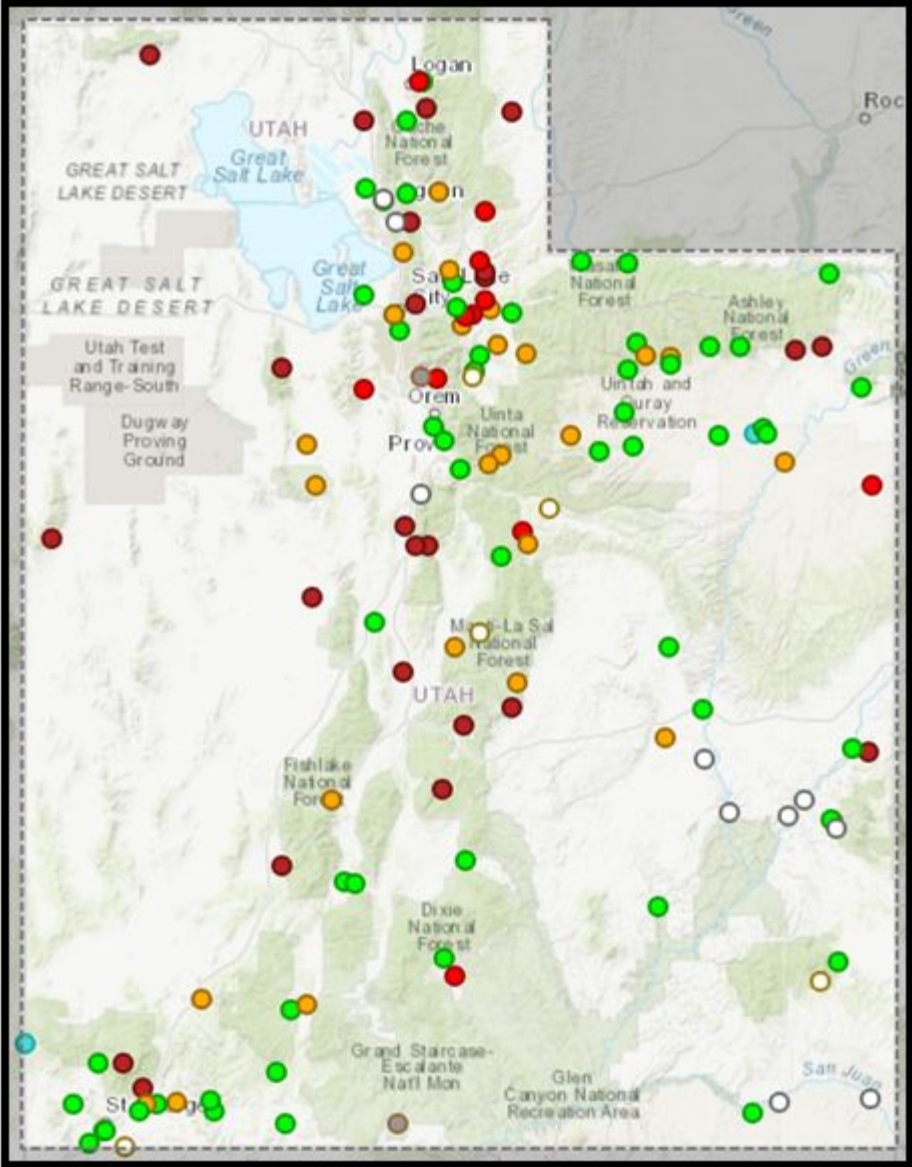 Green
Logan
Roc
UTAH
National
Forest
Great
Salt Lake
GREAT SALT
LAKE DESERT
Great
Salt
Lake
GREAT SALT
LAKE DESERT
National
Forest
Ashley
National
Forest
Utah Test
and Training
Range-South
Green
Uintah and
Ouray
Reservation
Orem
Uinta
National
Forest
Dugway
Proving
Ground
National
Forest
UTAH
Fishlake
National
Dixie
National
Forest
Grand Staircase-
Escalante
Nat'l Mon
Glen
Canyon National
Recreation Area
San Juan